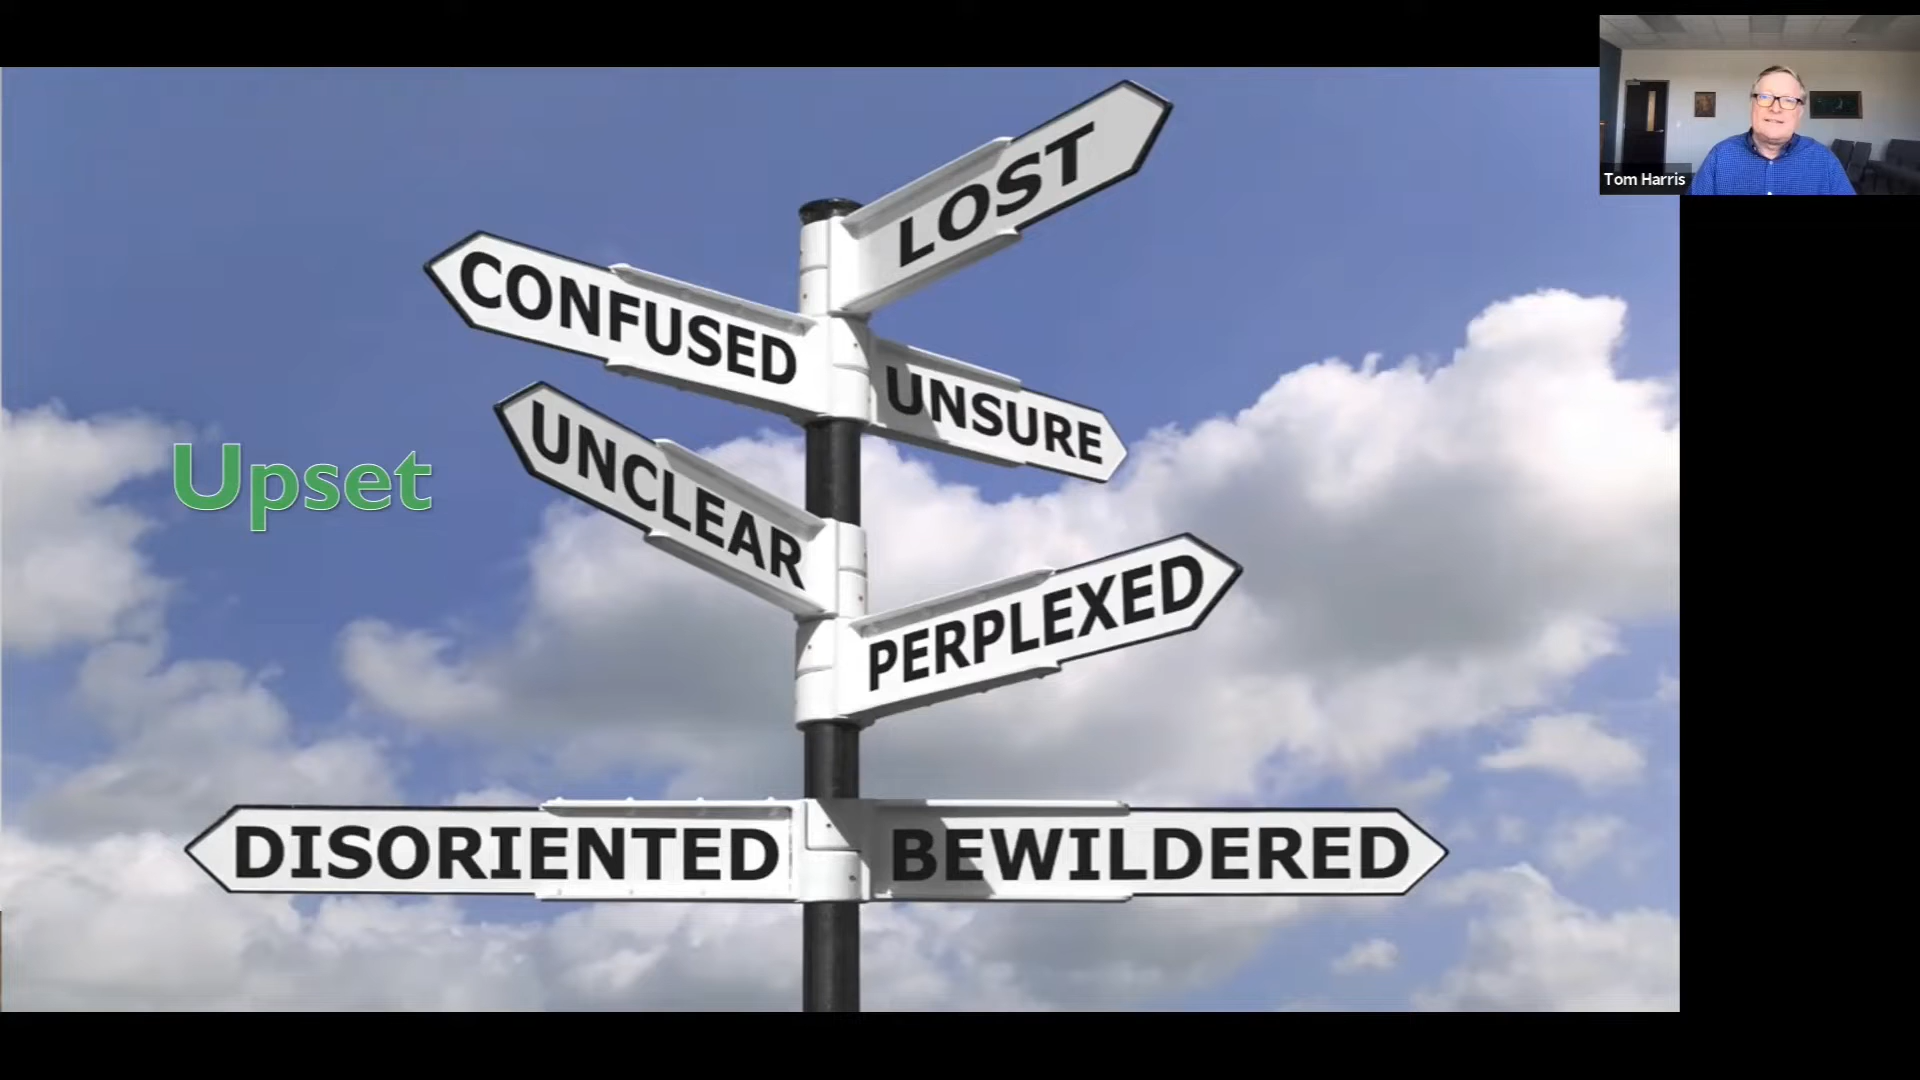 Tom Harris
LOST
CONFUSED
UNSURE
UNCLEAR
Upset
PERPLEXED
DISORIENTED
BEWILDERED